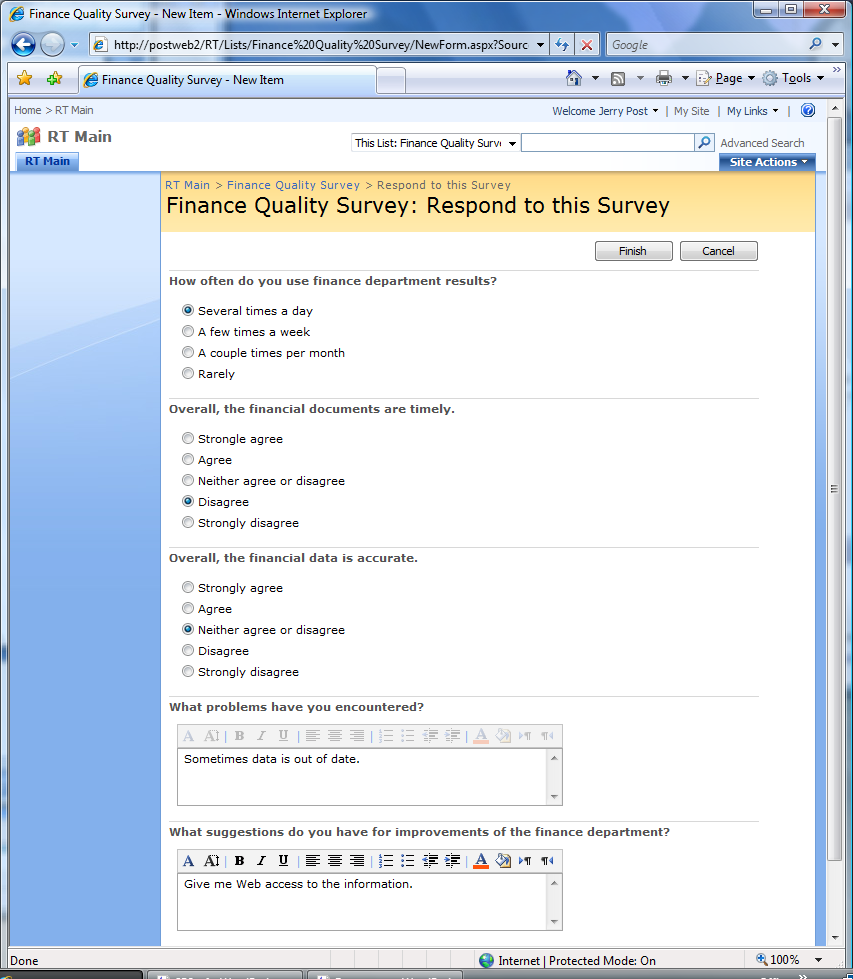 Finance Quality Survey - New Item - Windows Internet Explorer
http://postweb2/RT/Lists/Finance%20Quality%20Survey/NewForm.aspx?Sourc
Google
Finance Quality Survey - New Item
Page
Tools
Home > RT Main
Welcome Jerry Post | My Site | My Links |
RT Main
This List: Finance Quality Surv
Advanced Search
RT Main
Site Actions
RT Main > Finance Quality Survey > Respond to this Survey
Finance Quality Survey: Respond to this Survey
Finish
Cancel
How often do you use finance department results?
Several times a day
A few times a week
A couple times per month
Rarely
Overall, the financial documents are timely.
Strongle agree
Agree
Neither agree or disagree
Disagree
Strongly disagree
Overall, the financial data is accurate.
Strongly agree
Agree
Neither agree or disagree
Disagree
Strongly disagree
What problems have you encountered?
A A B I U A
Sometimes data is out of date.
What suggestions do you have for improvements of the finance department?
A A B I U A
Give me Web access to the information.
Done
Internet | Protected Mode: On
100%